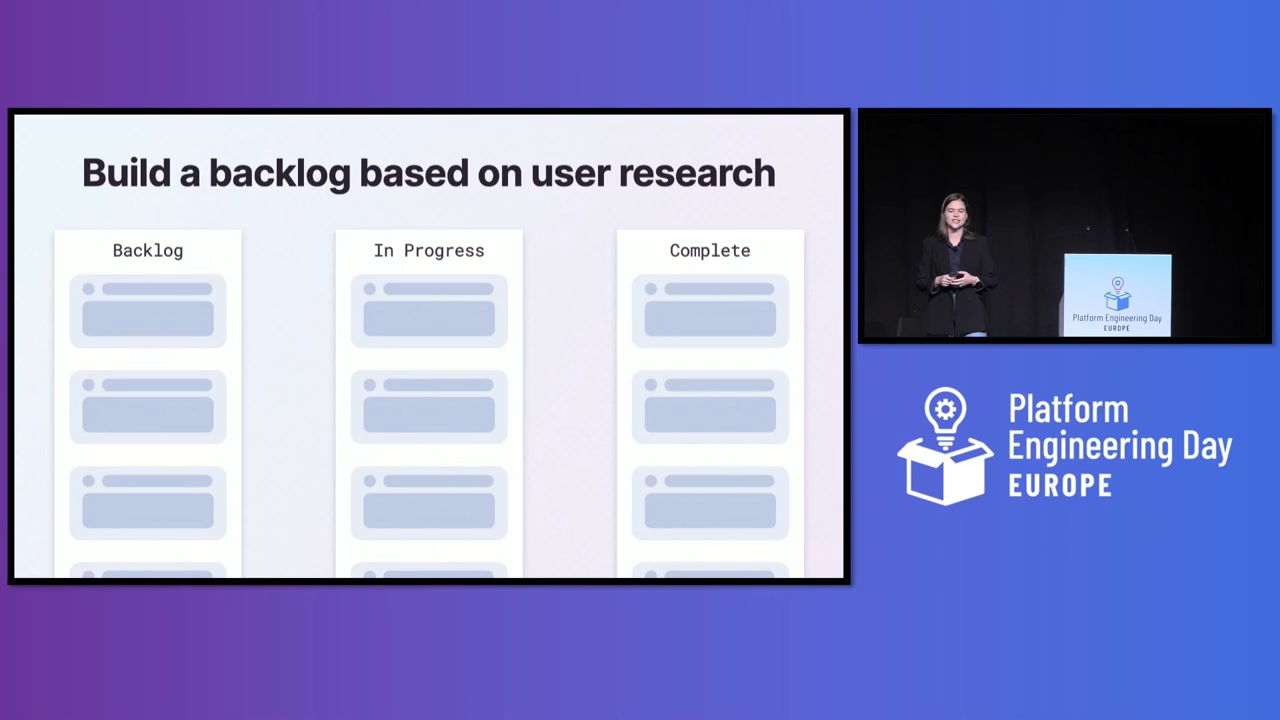 Build a backlog based on user research
Backlog
In Progress
Complete
Platform Engineering Day
EUROPE
Platform
Engineering Day
EUROPE